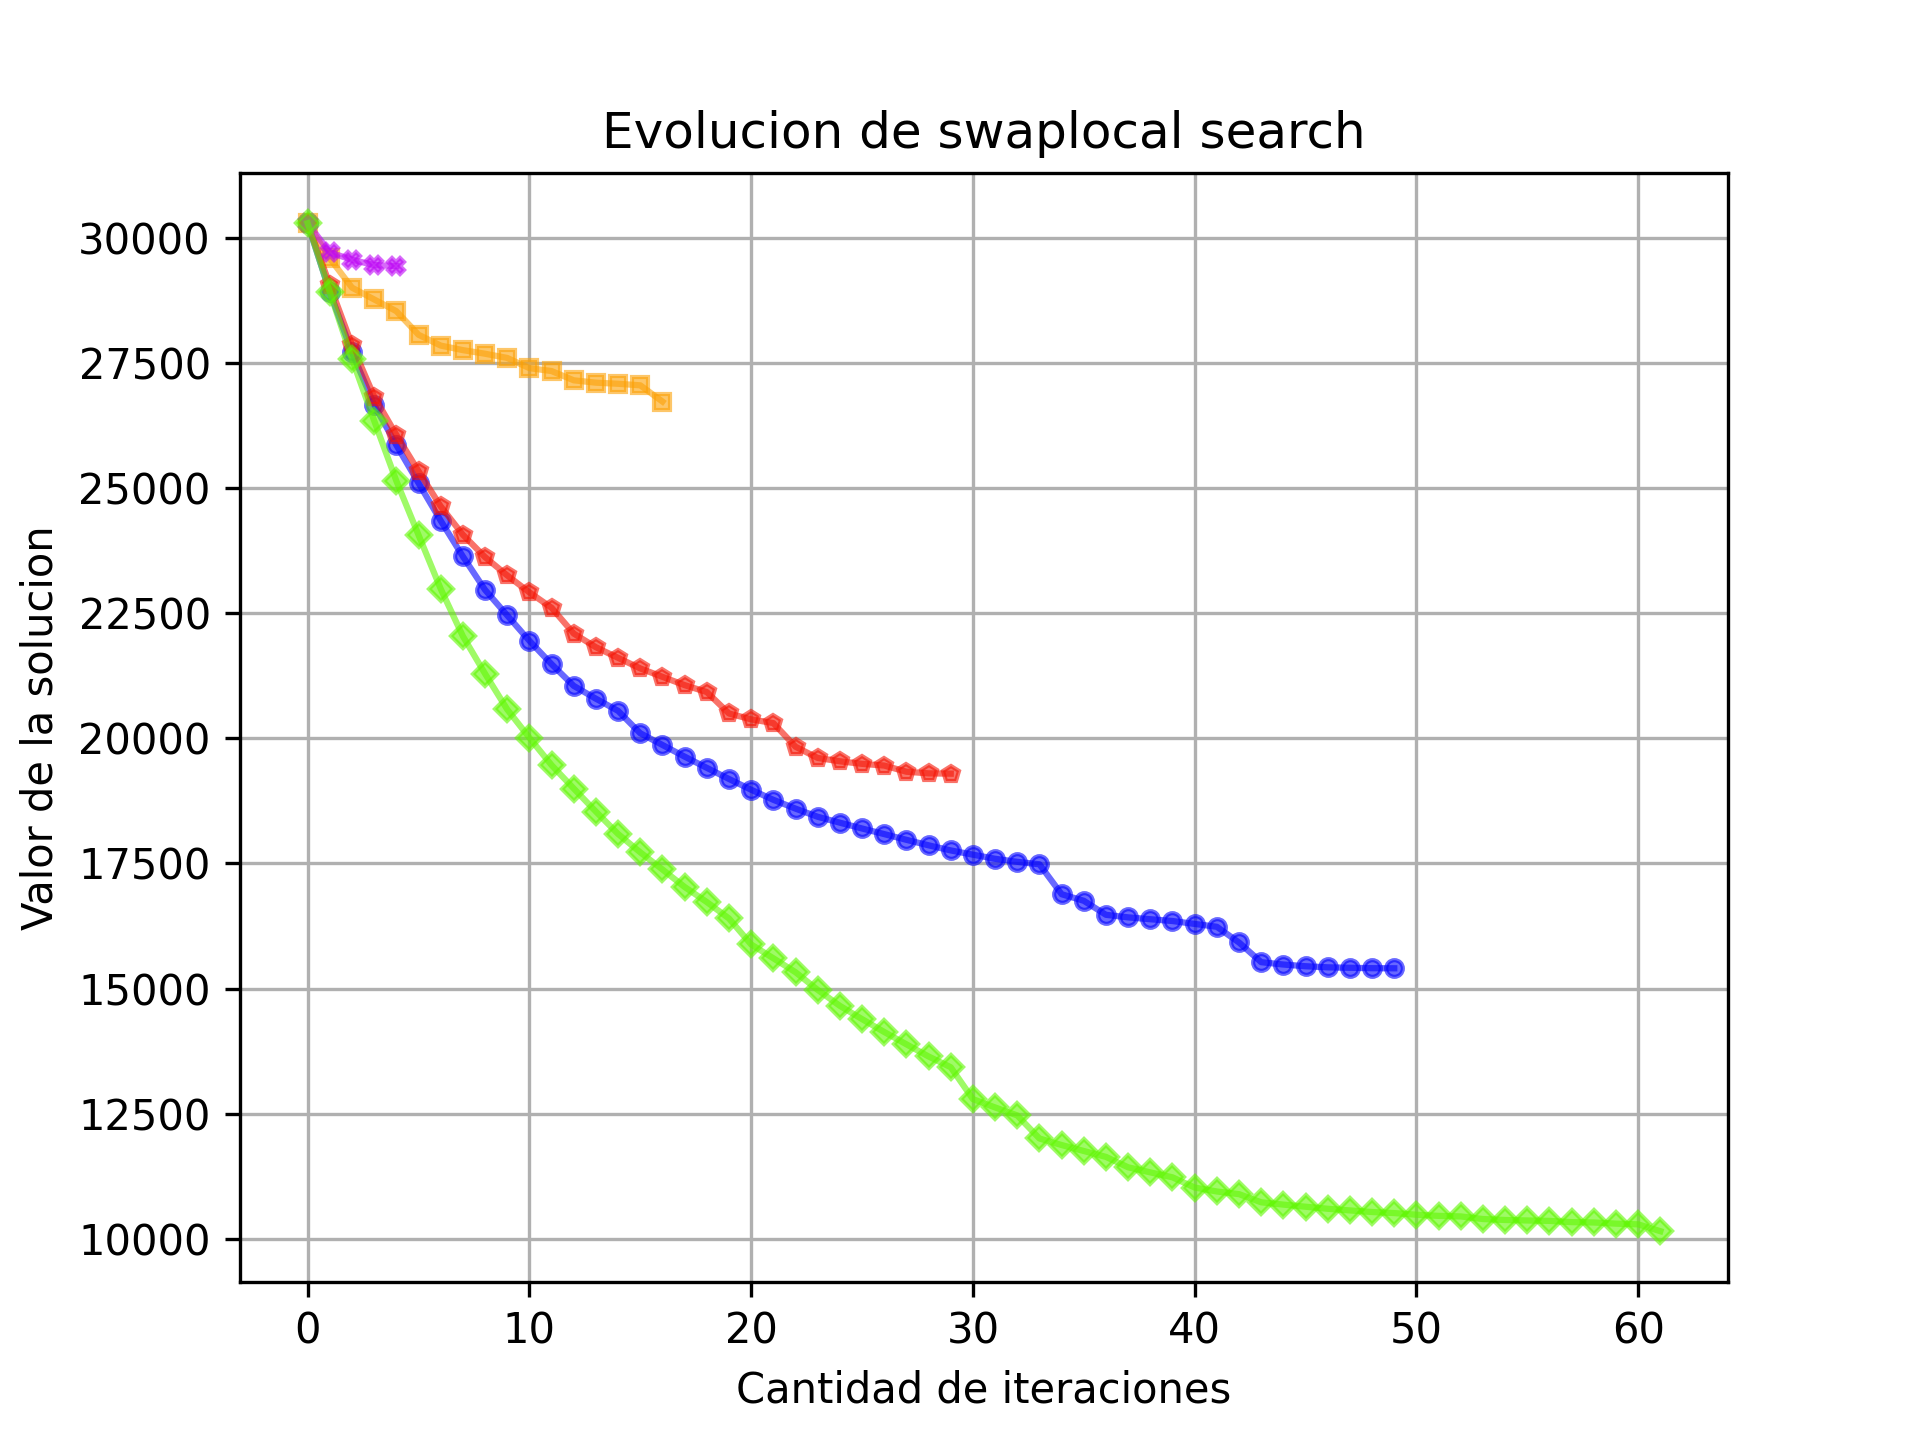 Evolucion de swaplocal search
Valor de la solucion
30000
27500
25000
22500
20000
17500
15000
12500
10000
0 10 20 30 40 50 60
Cantidad de iteraciones